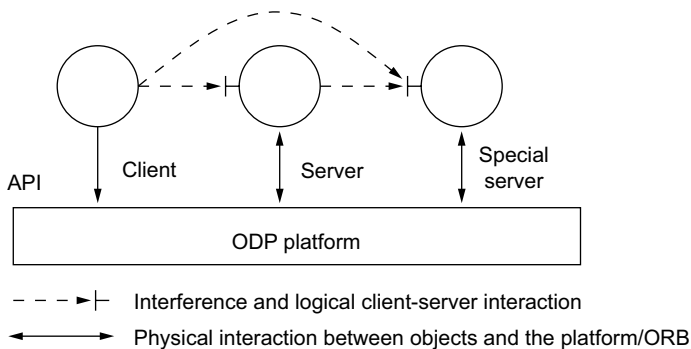 API
Client
Server
Special
server
ODP platform
Interference and logical client-server interaction
Physical interaction between objects and the platform/ORB